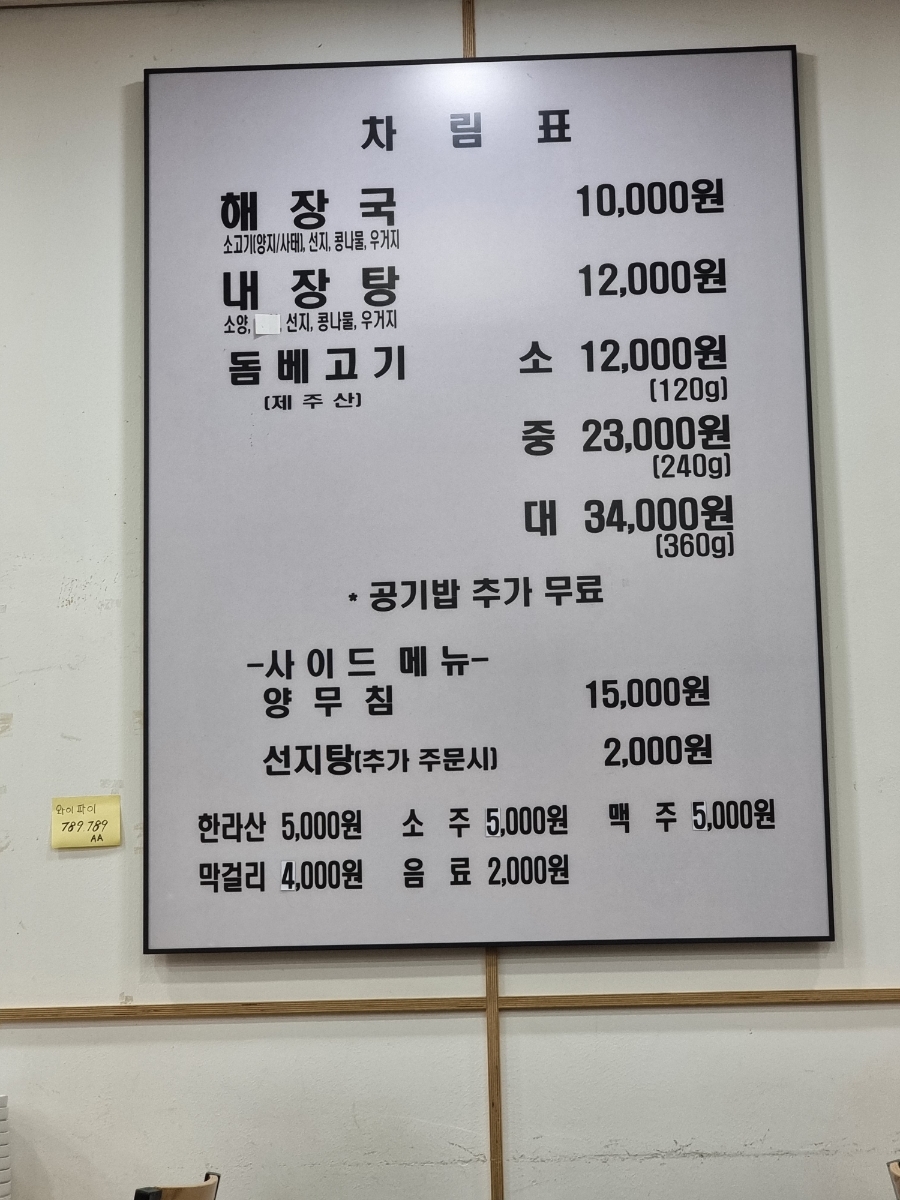 차 림 표
해 장 국 10,000원
소고기(양지/사태), 선지, 콩나물, 우거지
내 장 탕 12,000원
소양, , 선지, 콩나물, 우거지
돔베고기 소 12,000원
(제주산) (120g)
중 23,000원
(240g)
대 34,000원
(360g)
* 공기밥 추가 무료
-사이드 메뉴-
양 무 침 15,000원
선지탕(추가 주문시) 2,000원
한라산 5,000원 소 주 5,000원 맥 주 5,000원
막걸리 4,000원 음 료 2,000원
와이파이
789789
AA